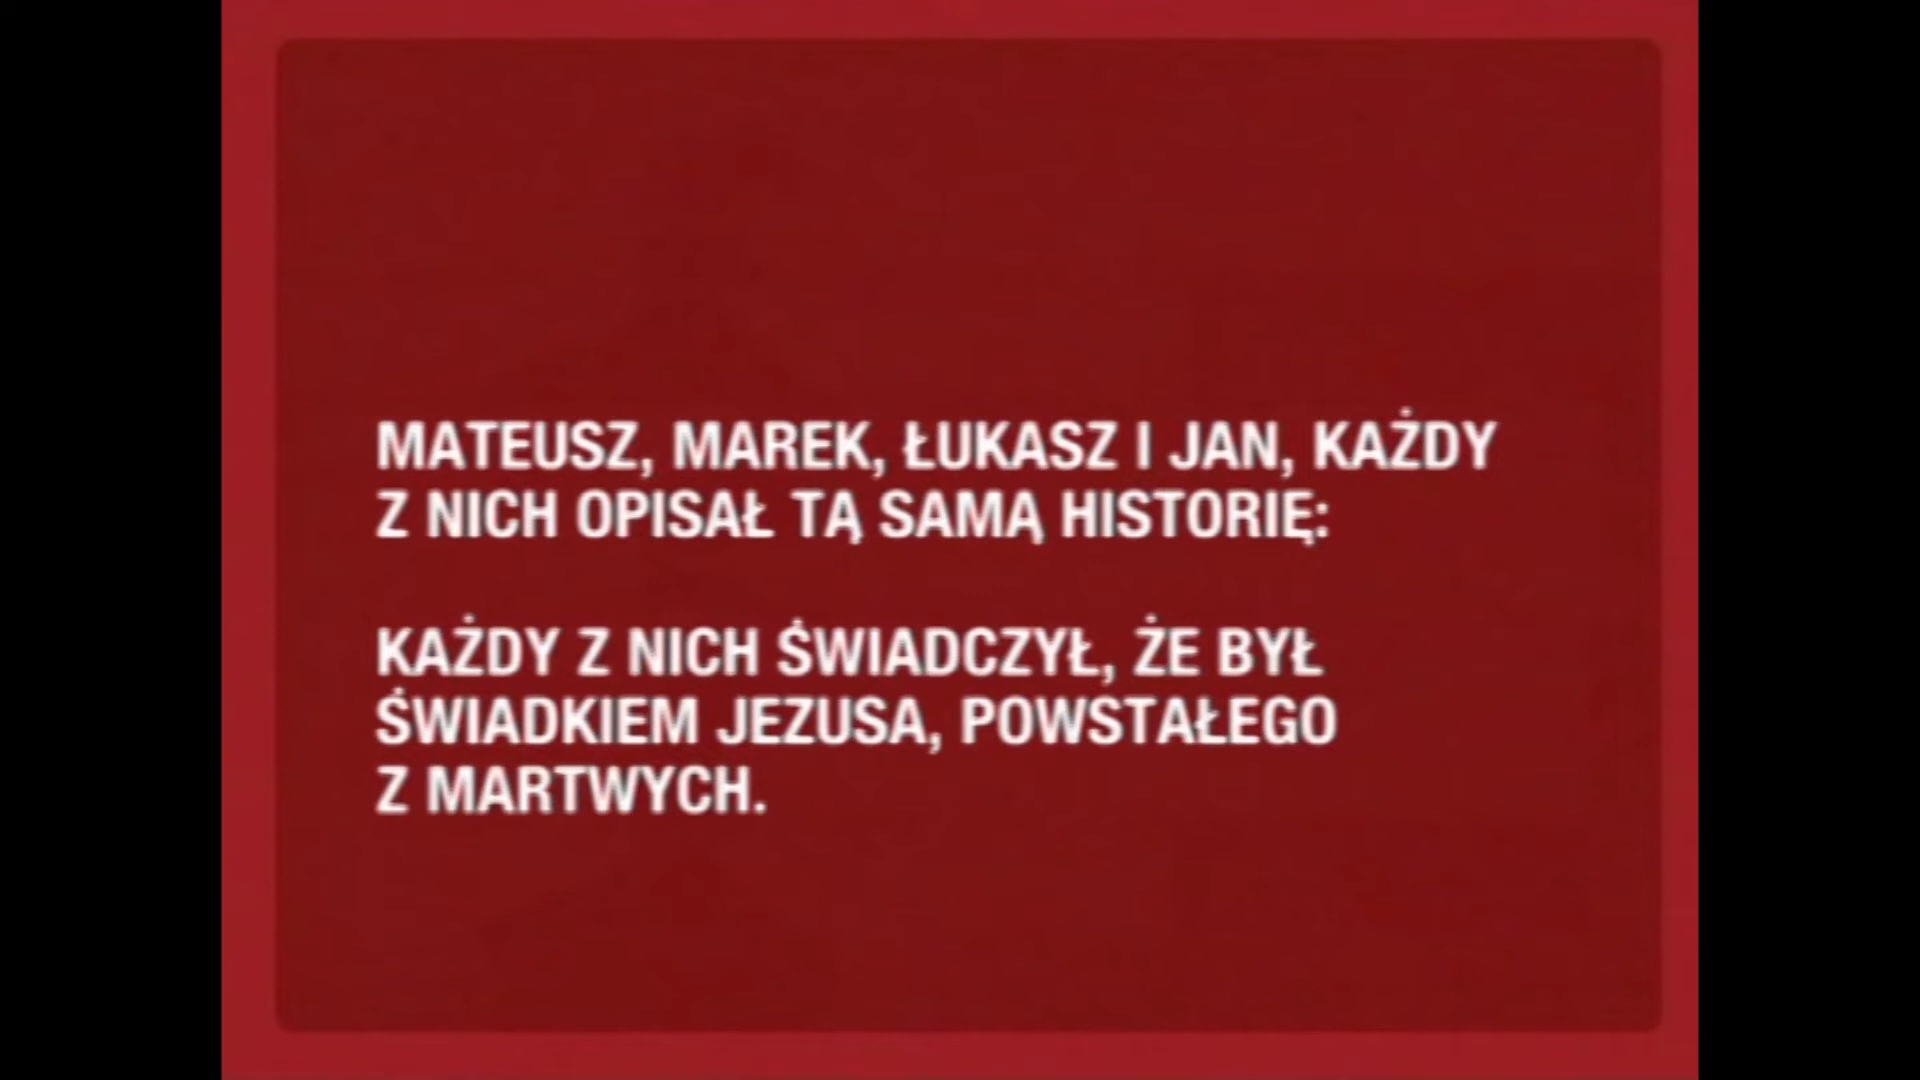 MATEUSZ, MAREK, ŁUKASZ I JAN, KAŻDY
Z NICH OPISAŁ TĄ SAMĄ HISTORIĘ:
KAŻDY Z NICH ŚWIADCZYŁ, ŻE BYŁ
ŚWIADKIEM JEZUSA, POWSTAŁEGO
Z MARTWYCH.